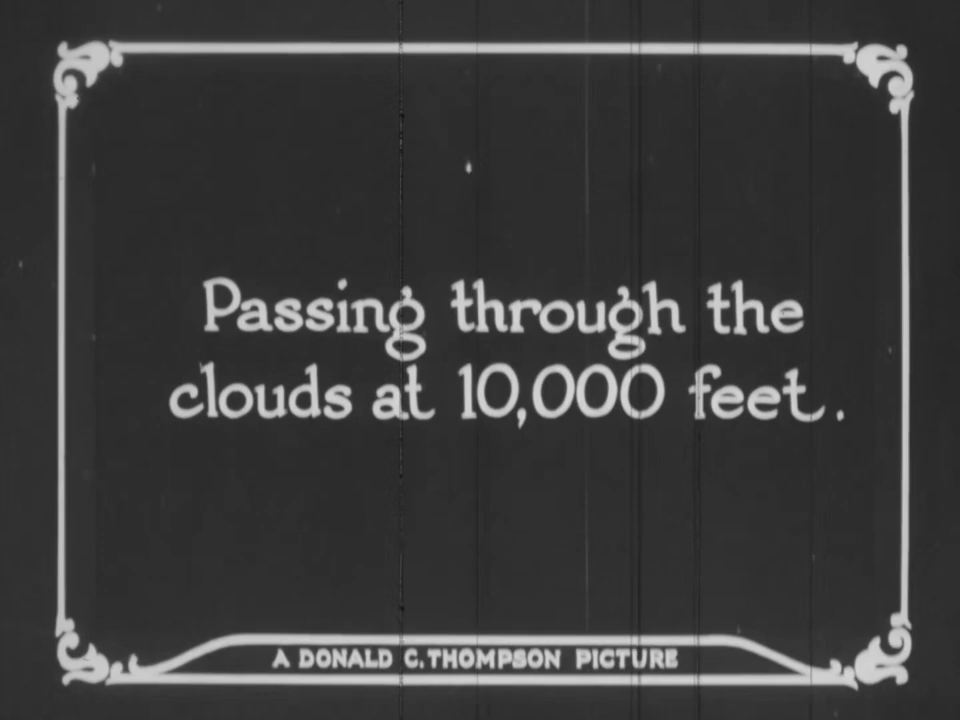 Passing through the
clouds at 10,000 feet.
A DONALD C. THOMPSON PICTURE